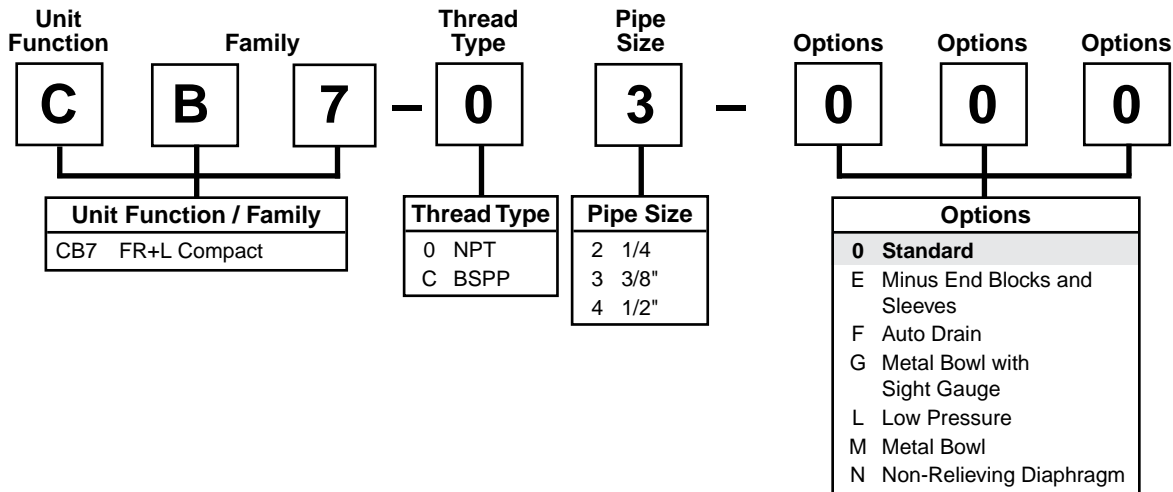 Unit Function
Family
Thread Type
Pipe Size
Options
Options
Options
C B 7 – 0 3 – 0 0 0
Unit Function / Family
CB7 FR+L Compact
Thread Type
0 NPT
C BSPP
Pipe Size
2 1/4
3 3/8"
4 1/2"
Options
0 Standard
E Minus End Blocks and
Sleeves
F Auto Drain
G Metal Bowl with
Sight Gauge
L Low Pressure
M Metal Bowl
N Non-Relieving Diaphragm